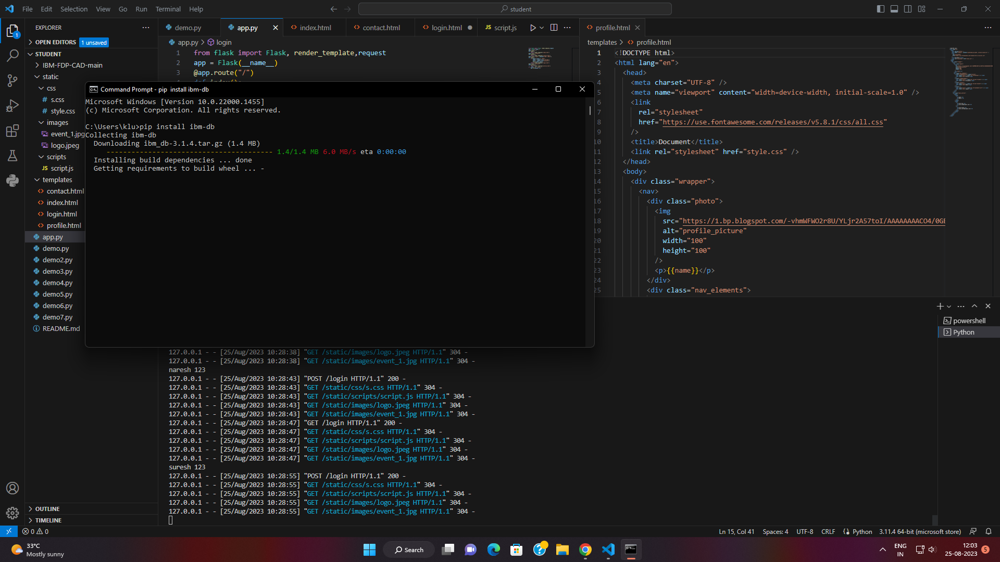 File Edit Selection View Go Run Terminal Help
student
EXPLORER
OPEN EDITORS 1 unsaved
STUDENT
IBM-FDP-CAD-main
static
css
# s.css
# style.css
images
event_1.jpg
logo.jpeg
scripts
JS script.js
templates
contact.html
index.html
login.html
profile.html
app.py
demo.py
demo2.py
demo3.py
demo4.py
demo5.py
demo6.py
demo7.py
README.md
OUTLINE
TIMELINE
demo.py app.py index.html contact.html login.html JS script.js
app.py > login
1 from flask import Flask, render_template,request
2 app = Flask(__name__)
3 @app.route("/")
Command Prompt - pip install ibm-db
Microsoft Windows [Version 10.0.22000.1455]
(c) Microsoft Corporation. All rights reserved.
C:\Users\klu>pip install ibm-db
Collecting ibm-db
Downloading ibm_db-3.1.4.tar.gz (1.4 MB)
---------------------------------------- 1.4/1.4 MB 6.0 MB/s eta 0:00:00
Installing build dependencies ... done
Getting requirements to build wheel ... -
profile.html
templates > profile.html
1 <!DOCTYPE html>
2 <html lang="en">
3 <head>
4 <meta charset="UTF-8" />
5 <meta name="viewport" content="width=device-width, initial-scale=1.0" />
6 <link
7 rel="stylesheet"
8 href="https://use.fontawesome.com/releases/v5.8.1/css/all.css"
9 />
10 <title>Document</title>
11 <link rel="stylesheet" href="style.css" />
12 </head>
13 <body>
14 <div class="wrapper">
15 <nav>
16 <div class="photo">
17 <img
18 src="https://1.bp.blogspot.com/-vhmWFWO2r8U/YLjr2A57toI/AAAAAAAACO4/0GB
19 alt="profile_picture"
20 width="100"
21 height="100"
22 />
23 <p>{{name}}</p>
24 </div>
25 <div class="nav_elements">
powershell
Python
127.0.0.1 - - [25/Aug/2023 10:28:38] "GET /static/images/logo.jpeg HTTP/1.1" 304 -
127.0.0.1 - - [25/Aug/2023 10:28:38] "GET /static/images/event_1.jpg HTTP/1.1" 304 -
naresh 123
127.0.0.1 - - [25/Aug/2023 10:28:43] "POST /login HTTP/1.1" 200 -
127.0.0.1 - - [25/Aug/2023 10:28:43] "GET /static/css/s.css HTTP/1.1" 304 -
127.0.0.1 - - [25/Aug/2023 10:28:43] "GET /static/scripts/script.js HTTP/1.1" 304 -
127.0.0.1 - - [25/Aug/2023 10:28:43] "GET /static/images/logo.jpeg HTTP/1.1" 304 -
127.0.0.1 - - [25/Aug/2023 10:28:43] "GET /static/images/event_1.jpg HTTP/1.1" 304 -
127.0.0.1 - - [25/Aug/2023 10:28:47] "GET /login HTTP/1.1" 200 -
127.0.0.1 - - [25/Aug/2023 10:28:47] "GET /static/css/s.css HTTP/1.1" 304 -
127.0.0.1 - - [25/Aug/2023 10:28:47] "GET /static/scripts/script.js HTTP/1.1" 304 -
127.0.0.1 - - [25/Aug/2023 10:28:47] "GET /static/images/logo.jpeg HTTP/1.1" 304 -
127.0.0.1 - - [25/Aug/2023 10:28:47] "GET /static/images/event_1.jpg HTTP/1.1" 304 -
suresh 123
127.0.0.1 - - [25/Aug/2023 10:28:55] "POST /login HTTP/1.1" 200 -
127.0.0.1 - - [25/Aug/2023 10:28:55] "GET /static/css/s.css HTTP/1.1" 304 -
127.0.0.1 - - [25/Aug/2023 10:28:55] "GET /static/scripts/script.js HTTP/1.1" 304 -
127.0.0.1 - - [25/Aug/2023 10:28:55] "GET /static/images/logo.jpeg HTTP/1.1" 304 -
127.0.0.1 - - [25/Aug/2023 10:28:55] "GET /static/images/event_1.jpg HTTP/1.1" 304 -
0 0
Ln 15, Col 41 Spaces: 4 UTF-8 CRLF Python 3.11.4 64-bit (microsoft store)
33°C
Mostly sunny
Search
ENG
IN
12:03
25-08-2023
5